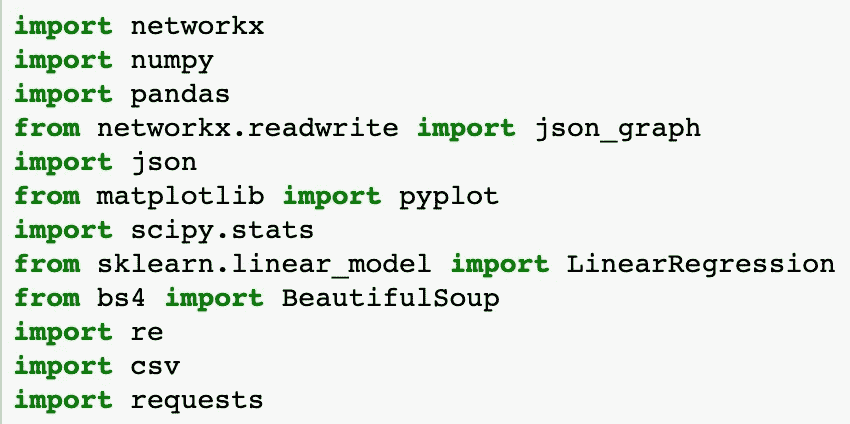 import networkx
import numpy
import pandas
from networkx.readwrite import json_graph
import json
from matplotlib import pyplot
import scipy.stats
from sklearn.linear_model import LinearRegression
from bs4 import BeautifulSoup
import re
import csv
import requests